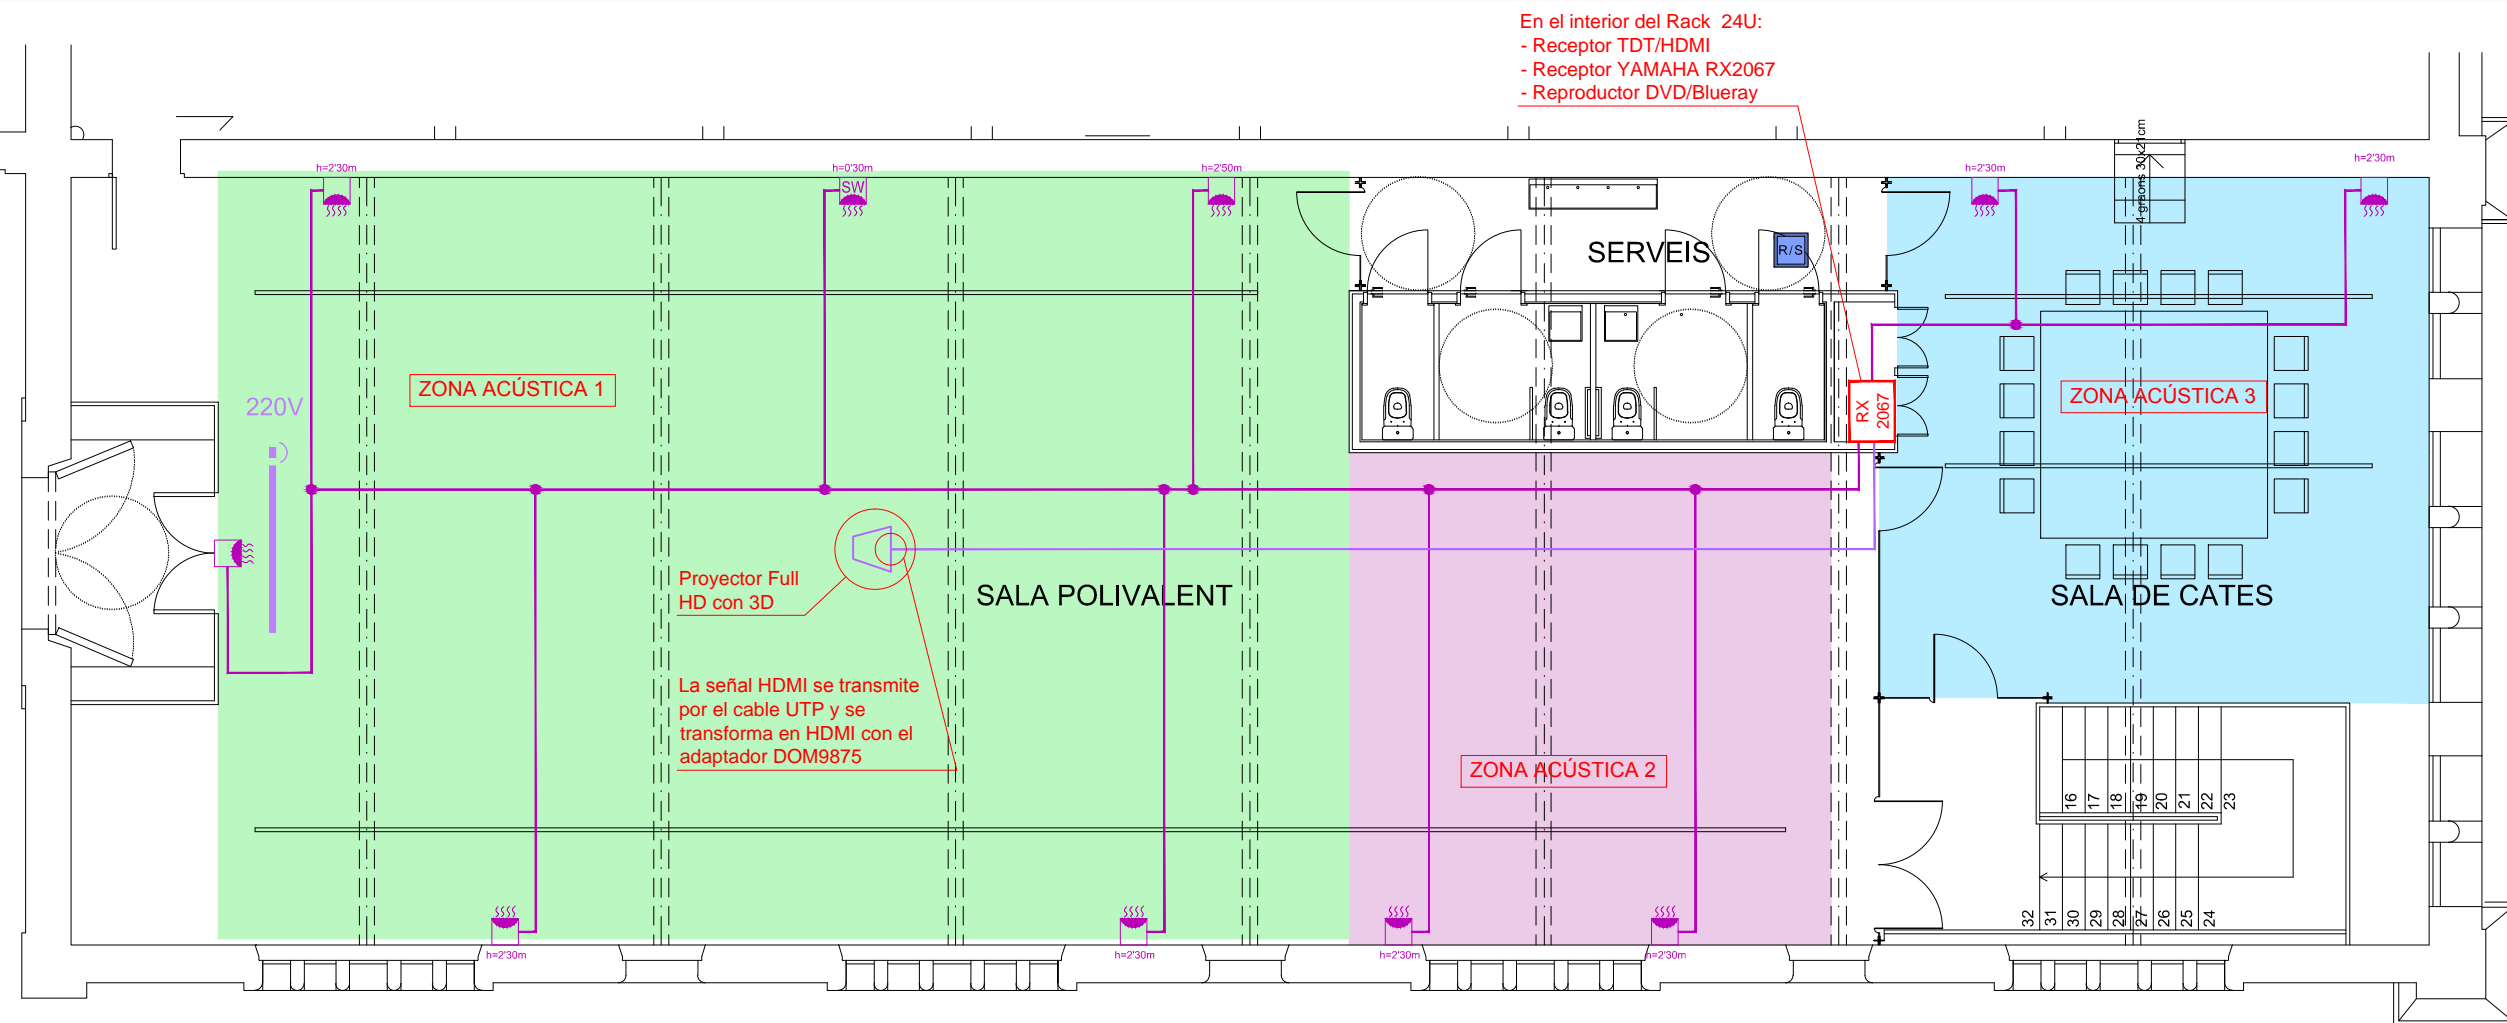 En el interior del Rack 24U:
- Receptor TDT/HDMI
- Receptor YAMAHA RX2067
- Reproductor DVD/Blueray
h=2'30m
h=0'30m
h=2'50m
h=2'30m
h=2'30m
4 graons 30x21cm
SW
SERVEIS
R/S
ZONA ACÚSTICA 1
220V
RX
2067
ZONA ACÚSTICA 3
Proyector Full
HD con 3D
SALA POLIVALENT
SALA DE CATES
La señal HDMI se transmite
por el cable UTP y se
transforma en HDMI con el
adaptador DOM9875
ZONA ACÚSTICA 2
16
17
18
19
20
21
22
23
32
31
30
29
28
27
26
25
24
h=2'30m
h=2'30m
h=2'30m
h=2'30m